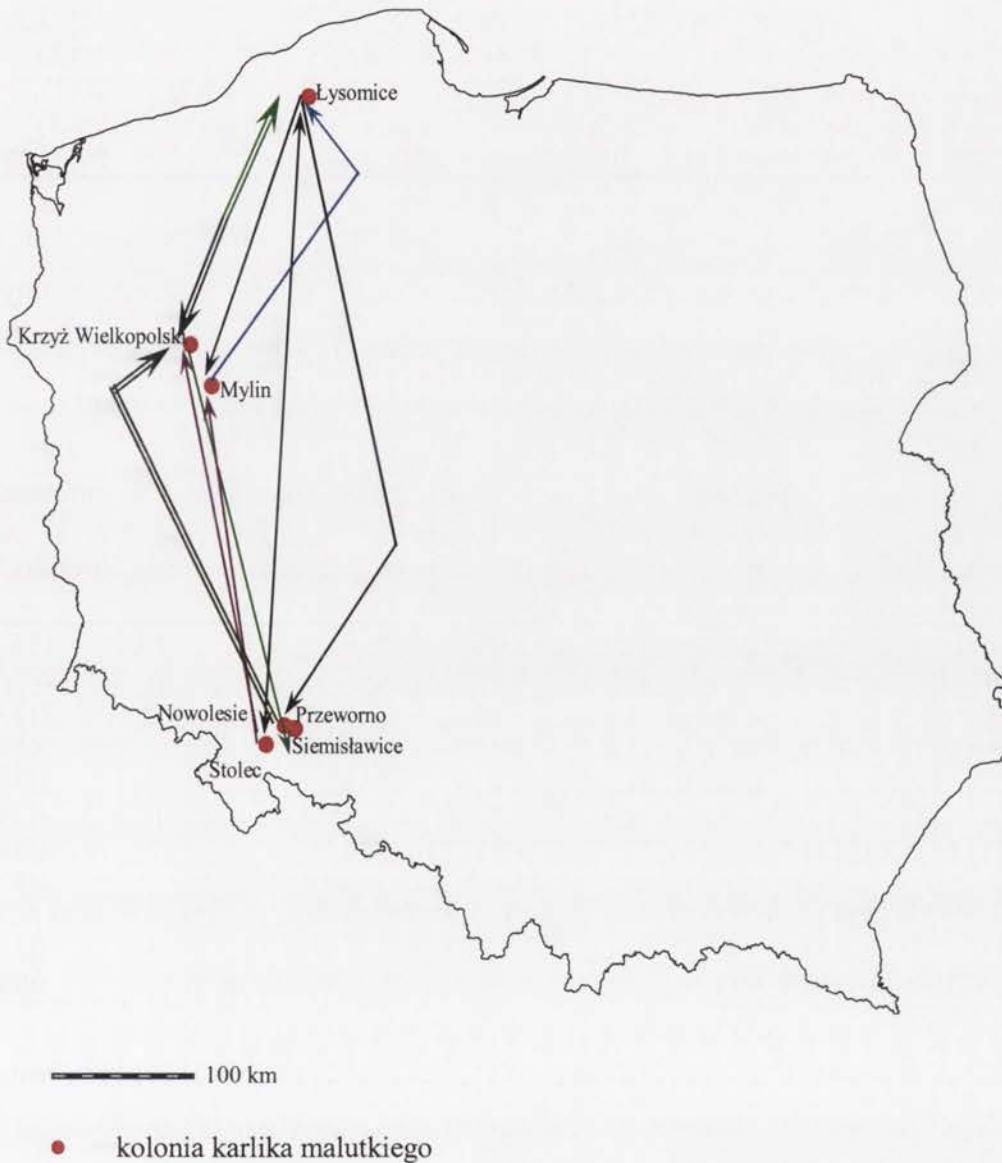 Łysomice
Krzyż Wielkopolski
Mylin
Nowolesie
Przeworno
Siemisławice
Stolec
100 km
kolonia karlika malutkiego